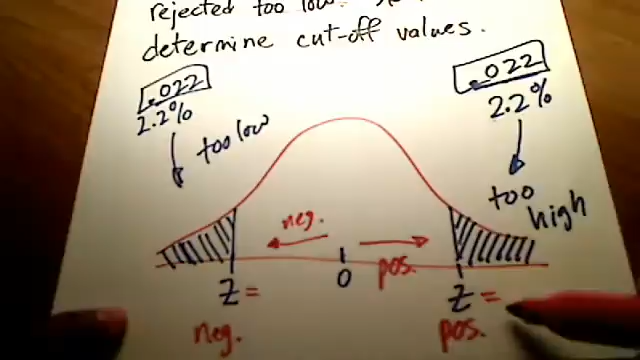 rejected too low.
determine cut-off values.
.022
2.2%
too low
.022
2.2%
too
high
neg.
pos.
0
Z =
neg.
Z =
pos.